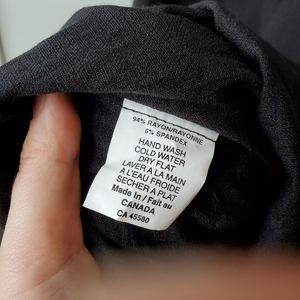 94% RAYON/RAYONNE
6% SPANDEX
HAND WASH
COLD WATER
DRY FLAT
LAVER A LA MAIN
A L'EAU FROIDE
SECHER A PLAT
Made In / Fait au
CANADA
CA 45580